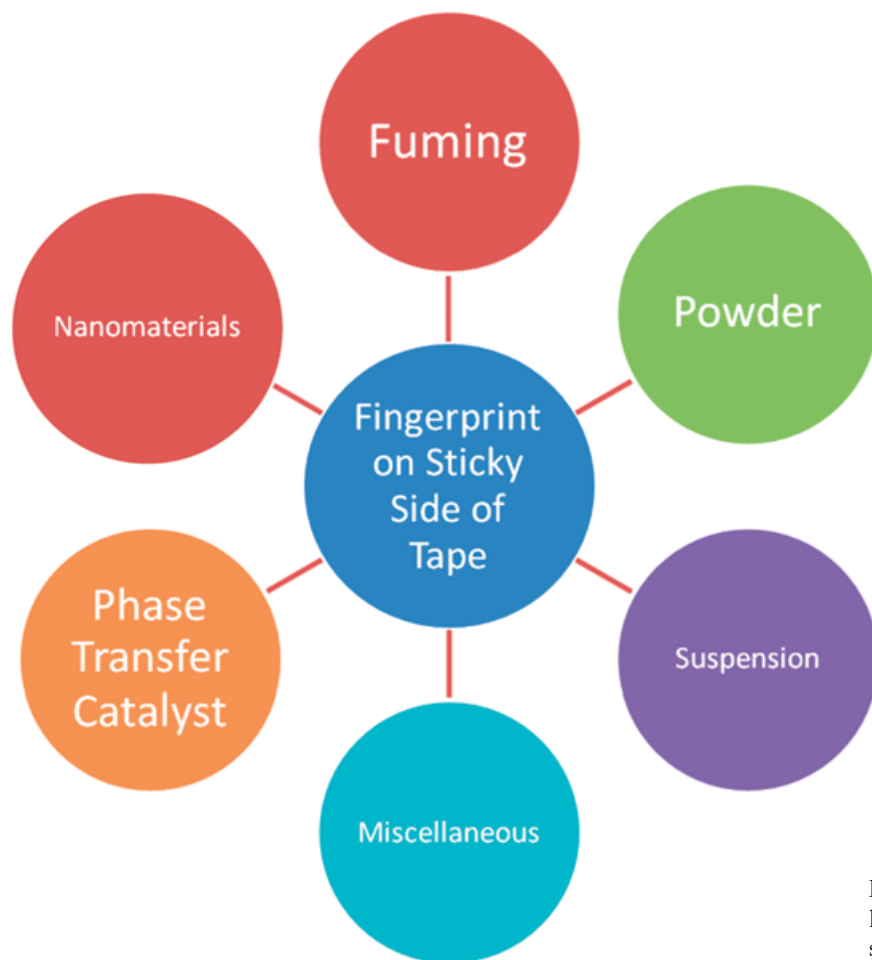 Fuming
Powder
Nanomaterials
Fingerprint
on Sticky
Side of
Tape
Phase
Transfer
Catalyst
Suspension
Miscellaneous